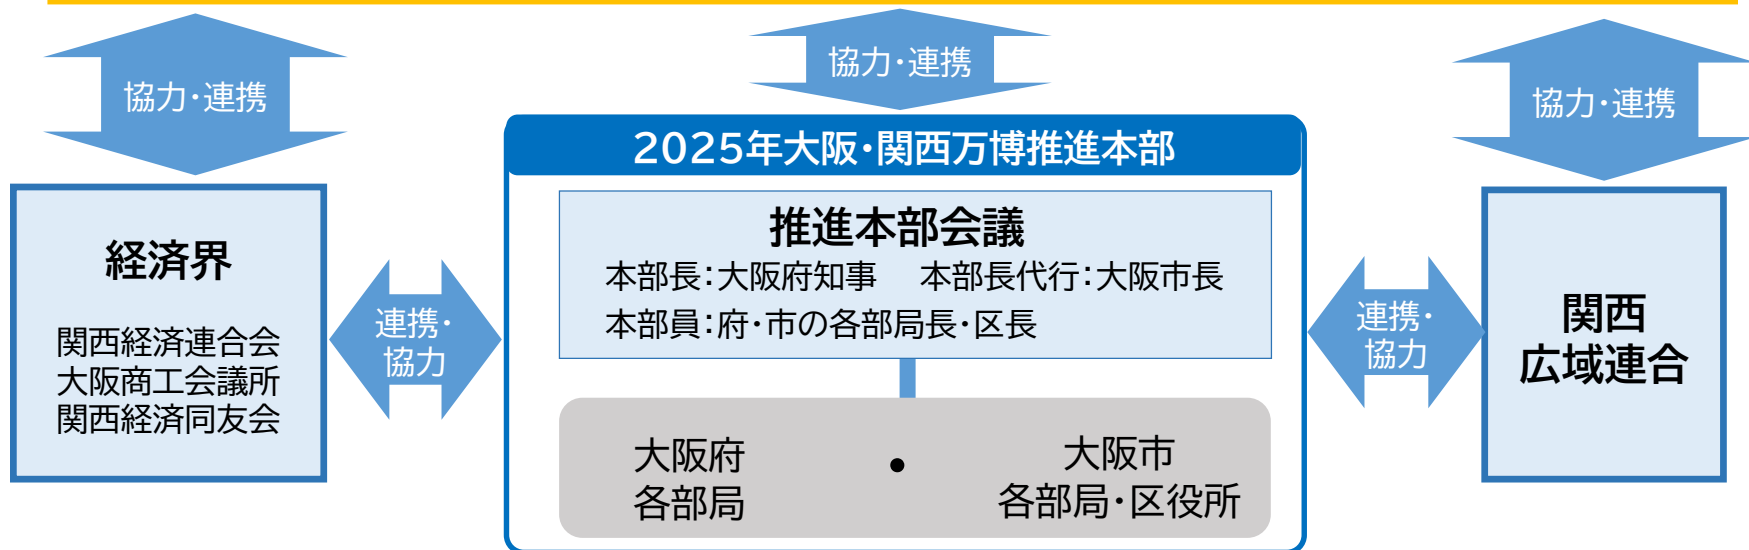 協力・連携
協力・連携
協力・連携
2025年大阪・関西万博推進本部
推進本部会議
本部長：大阪府知事　本部長代行：大阪市長
本部員：府・市の各部局長・区長
経済界
関西経済連合会
大阪商工会議所
関西経済同友会
連携・
協力
連携・
協力
関西
広域連合
大阪府
各部局
・
大阪市
各部局・区役所